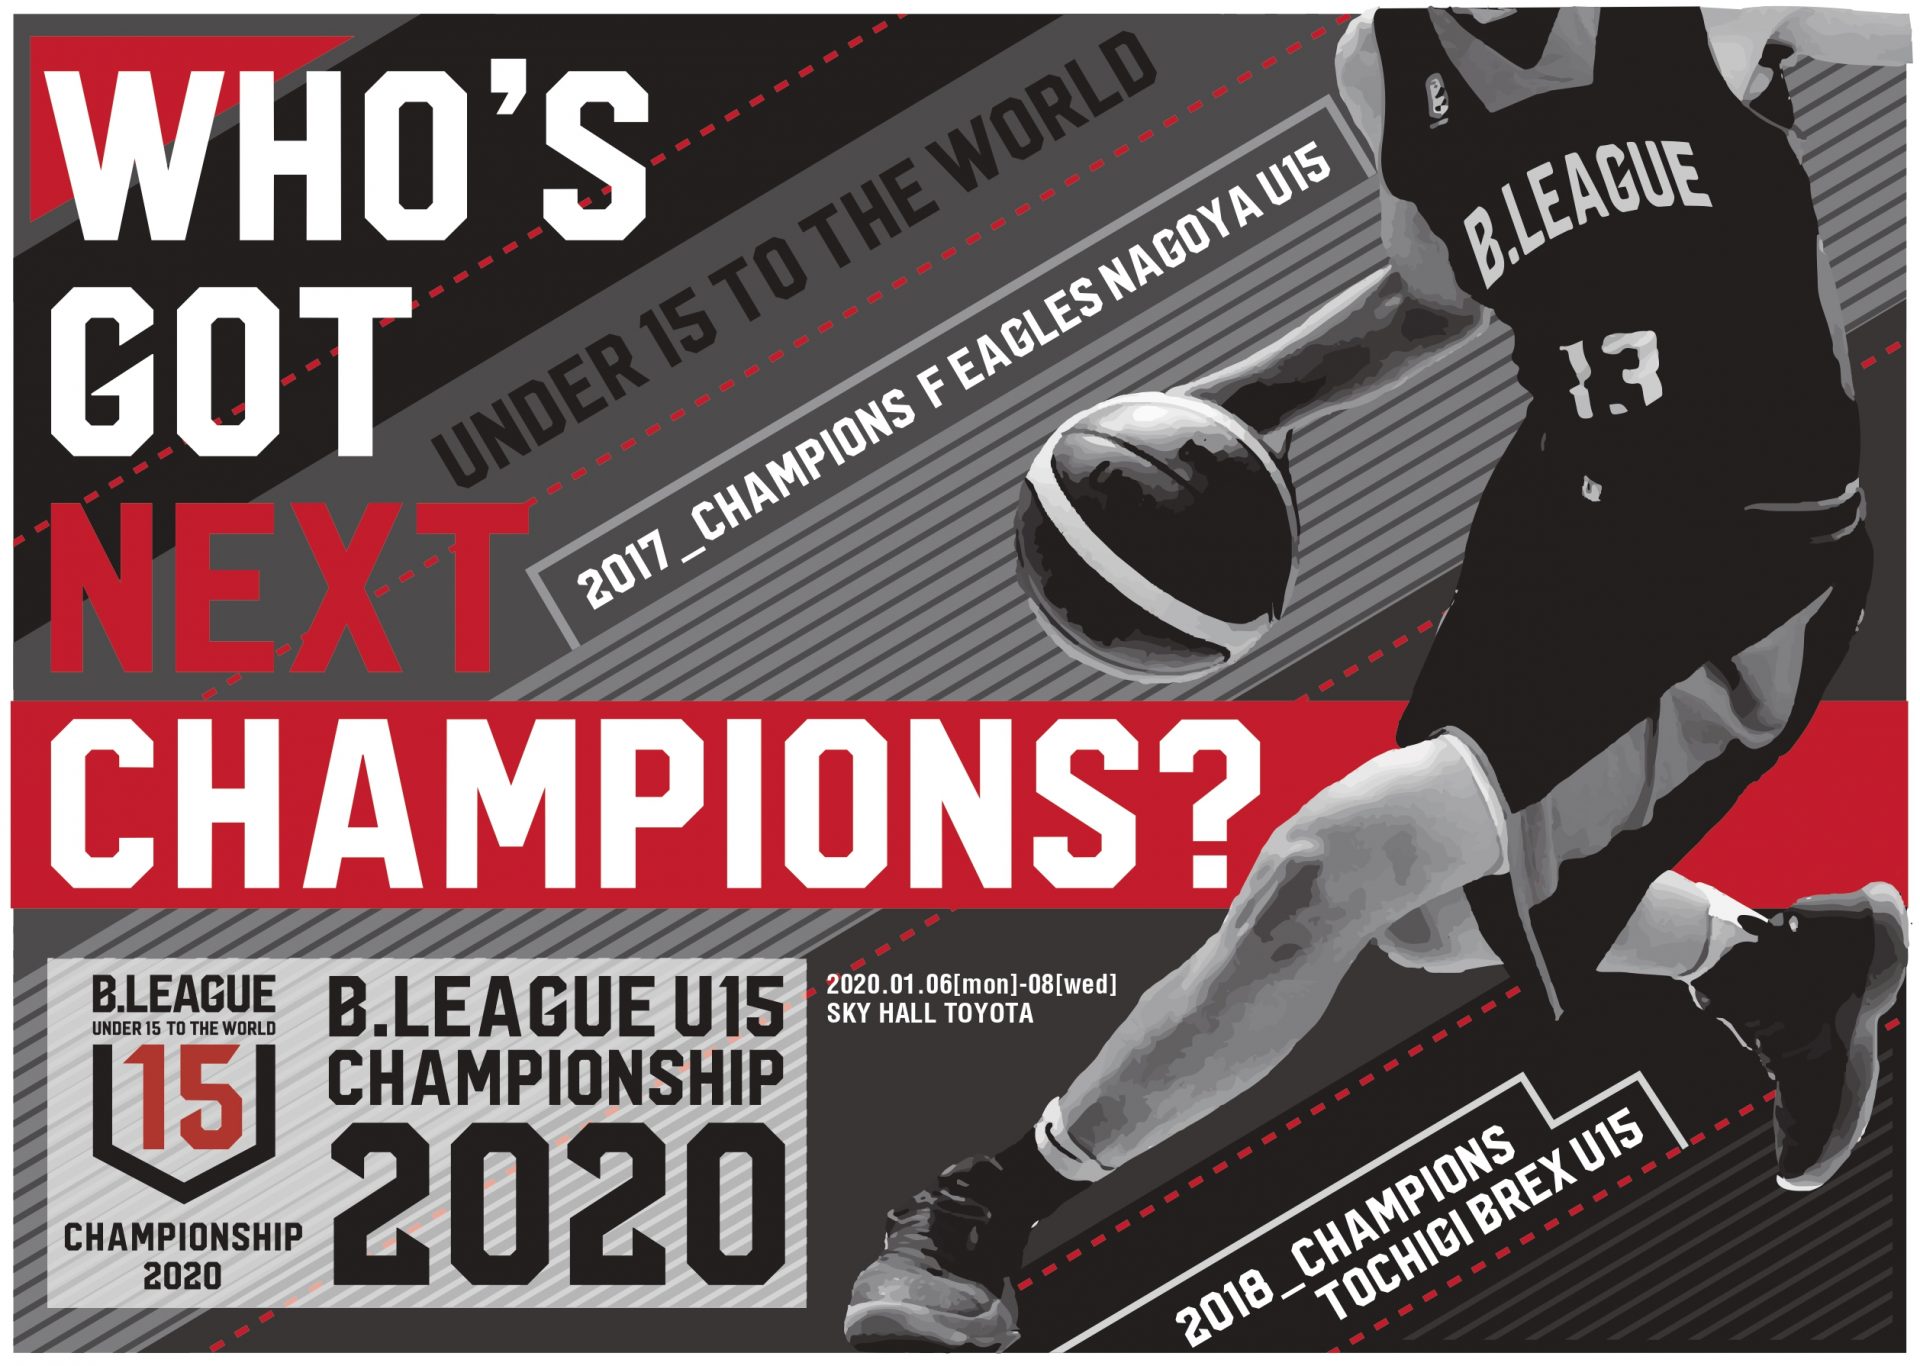 WHO'S
GOT
NEXT
CHAMPIONS?
UNDER 15 TO THE WORLD
2017_CHAMPIONS F EAGLES NAGOYA U15
B.LEAGUE
13
B.LEAGUE
UNDER 15 TO THE WORLD
15
CHAMPIONSHIP
2020
B.LEAGUE U15
CHAMPIONSHIP
2020
2020.01.06[mon]-08[wed]
SKY HALL TOYOTA
2018_CHAMPIONS
TOCHIGI BREX U15